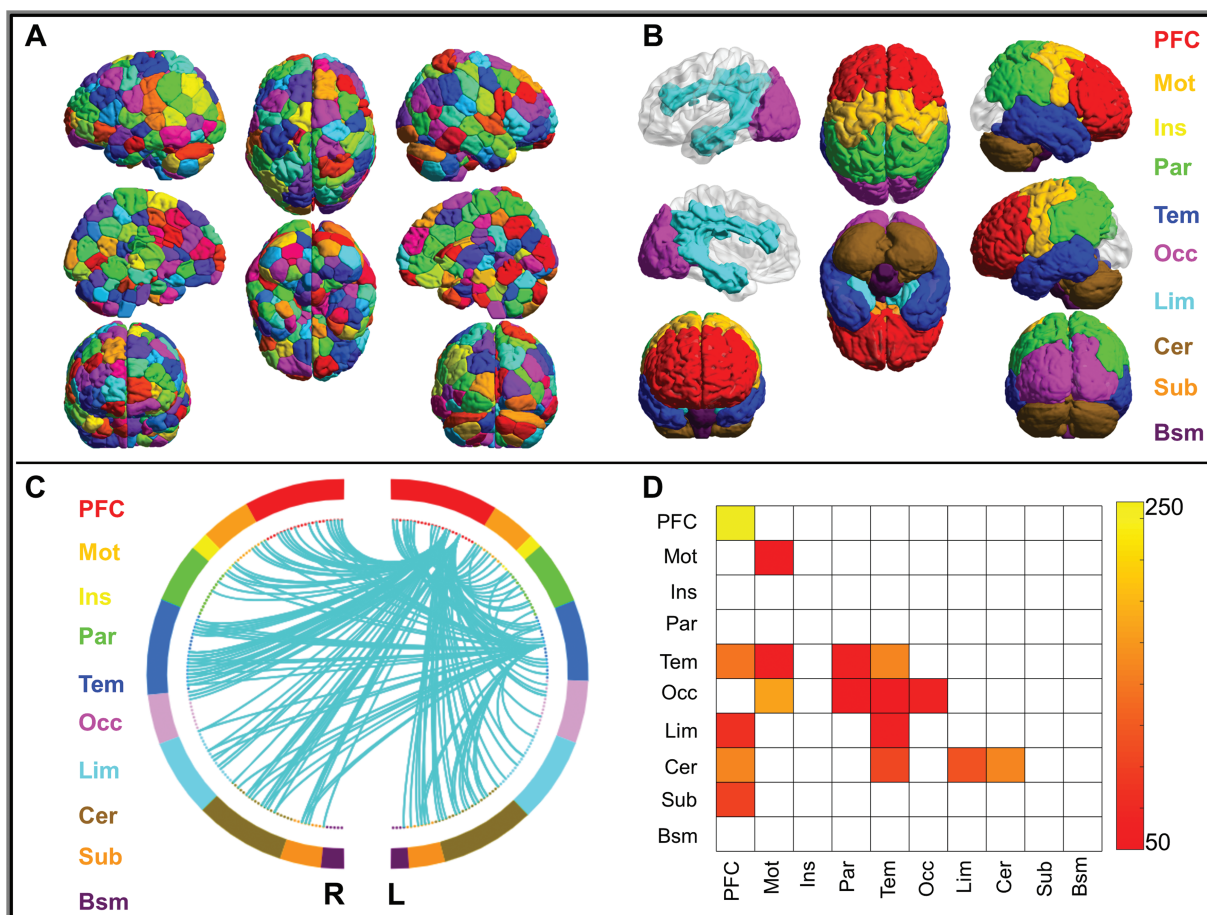 A
B
PFC
Mot
Ins
Par
Tem
Occ
Lim
Cer
Sub
Bsm
C
PFC
Mot
Ins
Par
Tem
Occ
Lim
Cer
Sub
Bsm
R L
D
PFC
Mot
Ins
Par
Tem
Occ
Lim
Cer
Sub
Bsm
PFC Mot Ins Par Tem Occ Lim Cer Sub Bsm
250
50